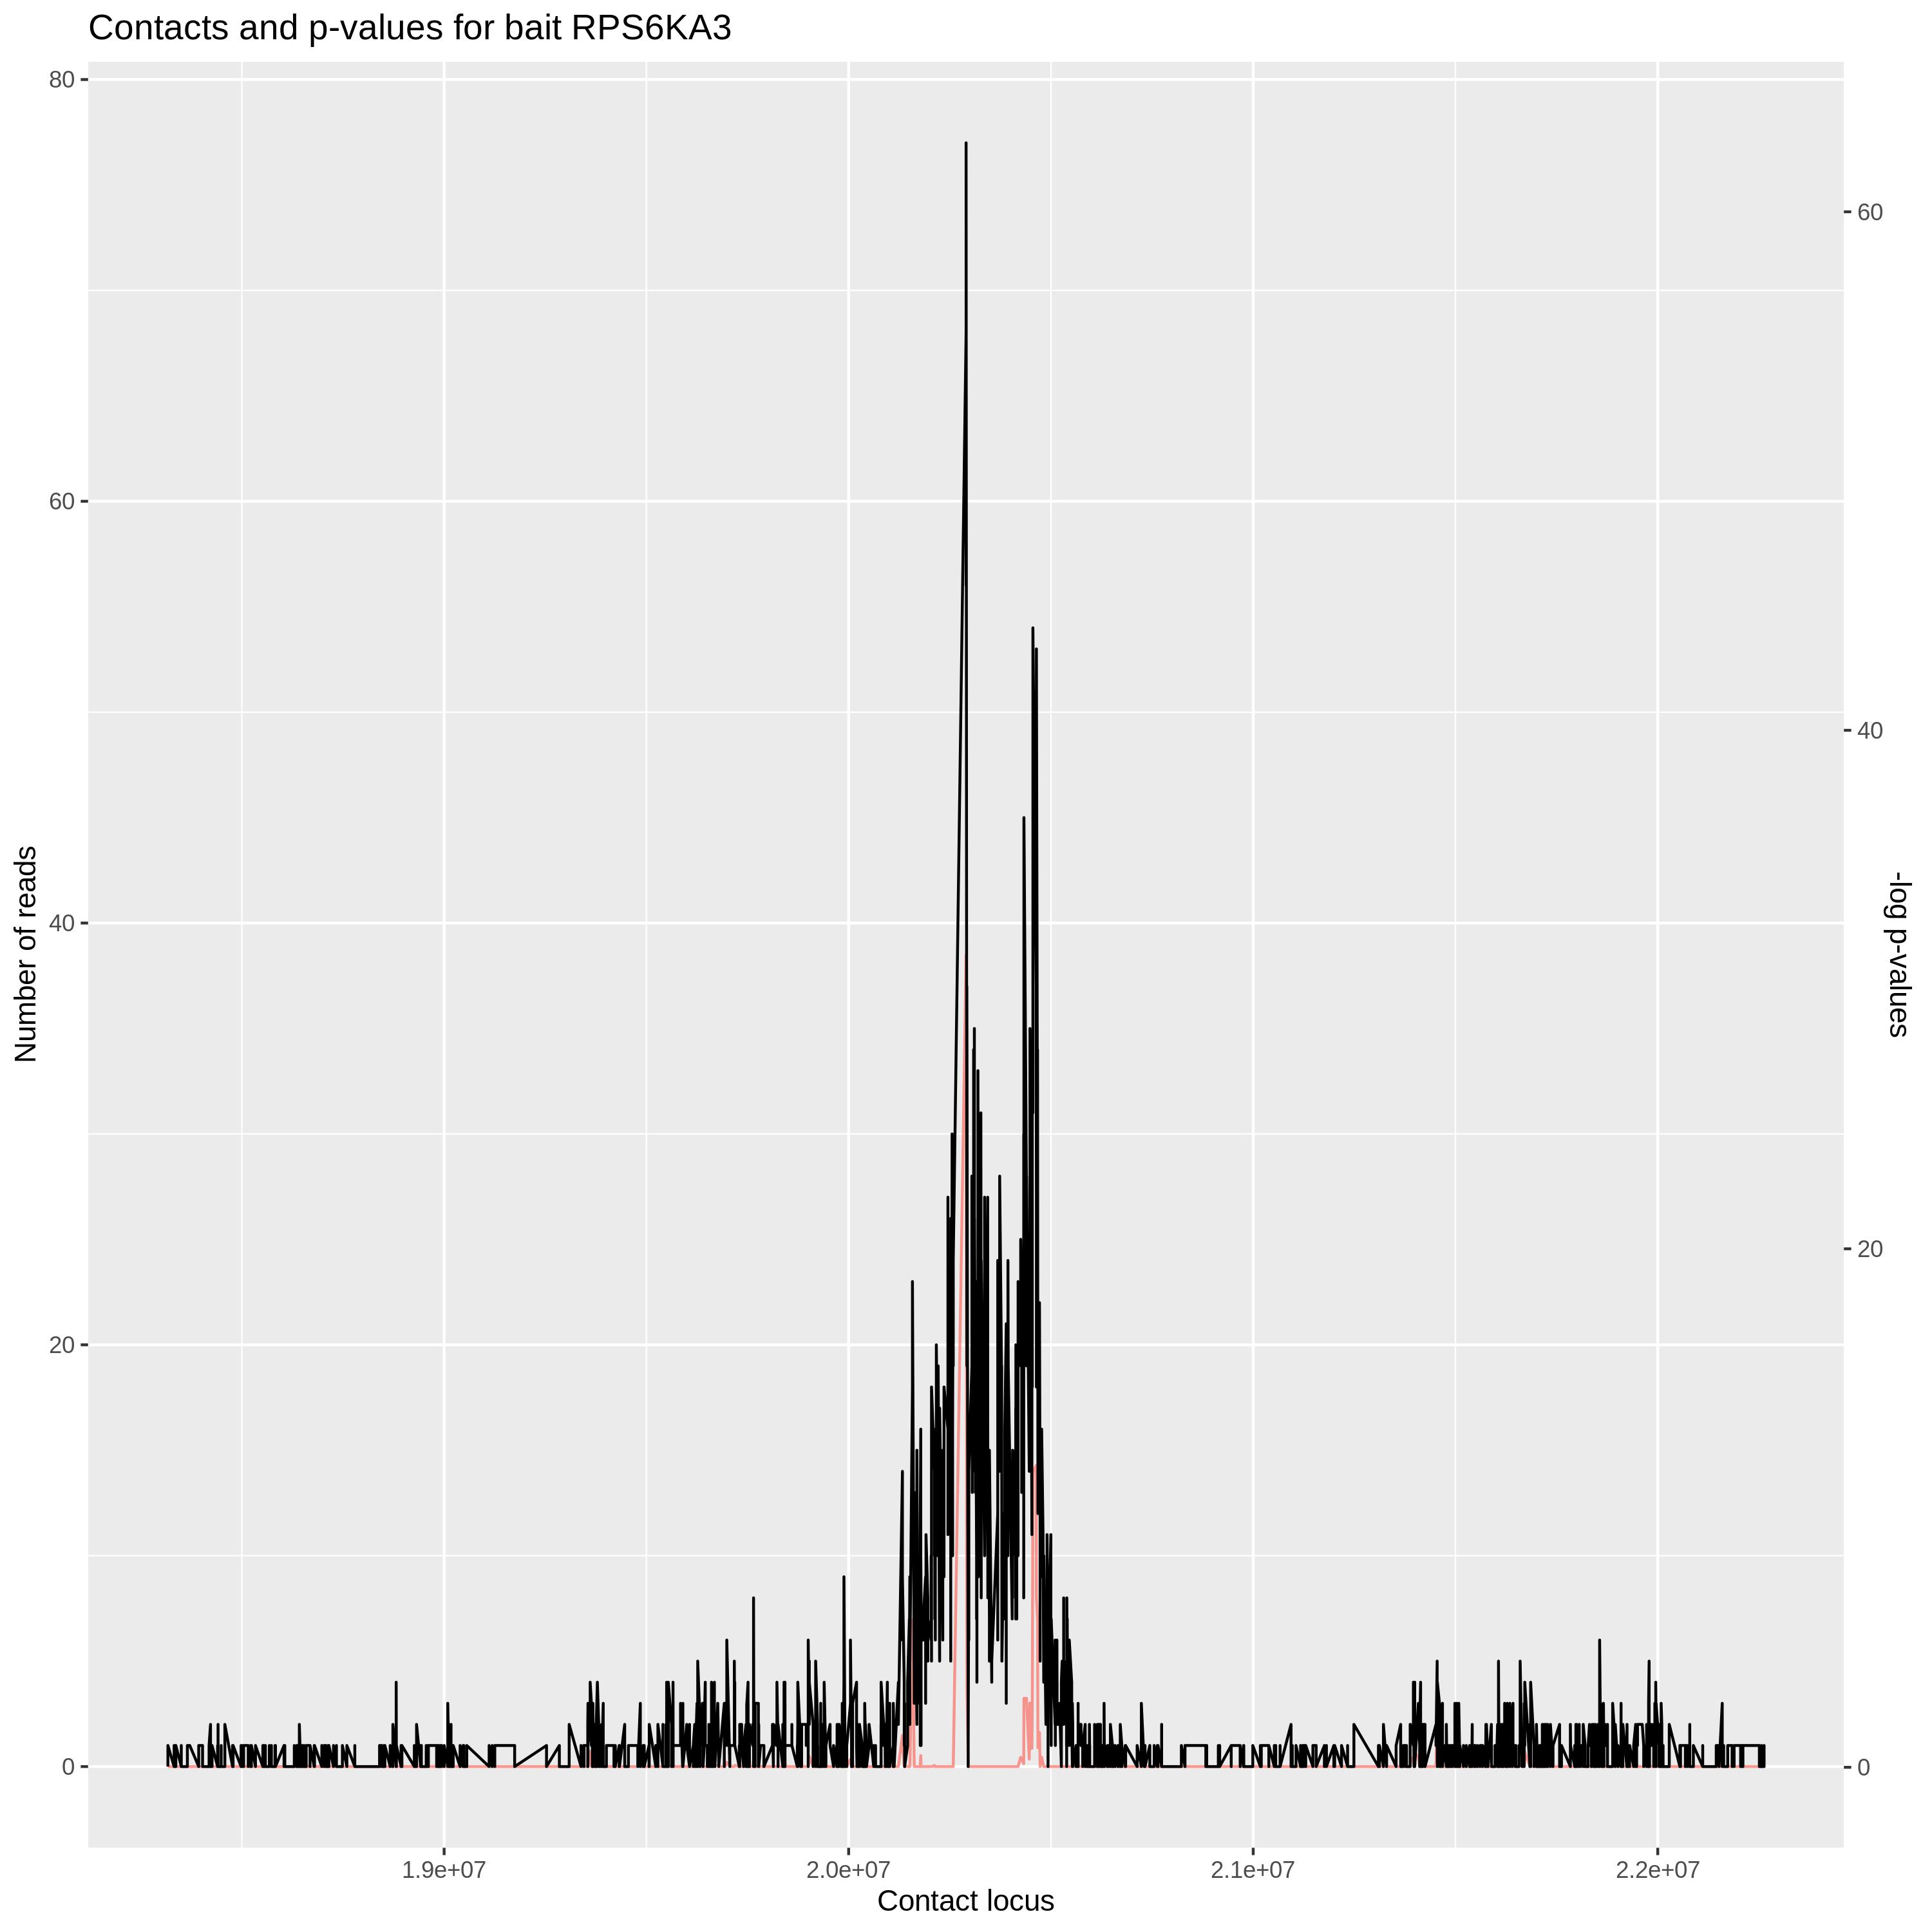 Contacts and p-values for bait RPS6KA3
80
60
40
20
0
Number of reads
60
40
20
0
-log p-values
1.9e+07
2.0e+07
2.1e+07
2.2e+07
Contact locus